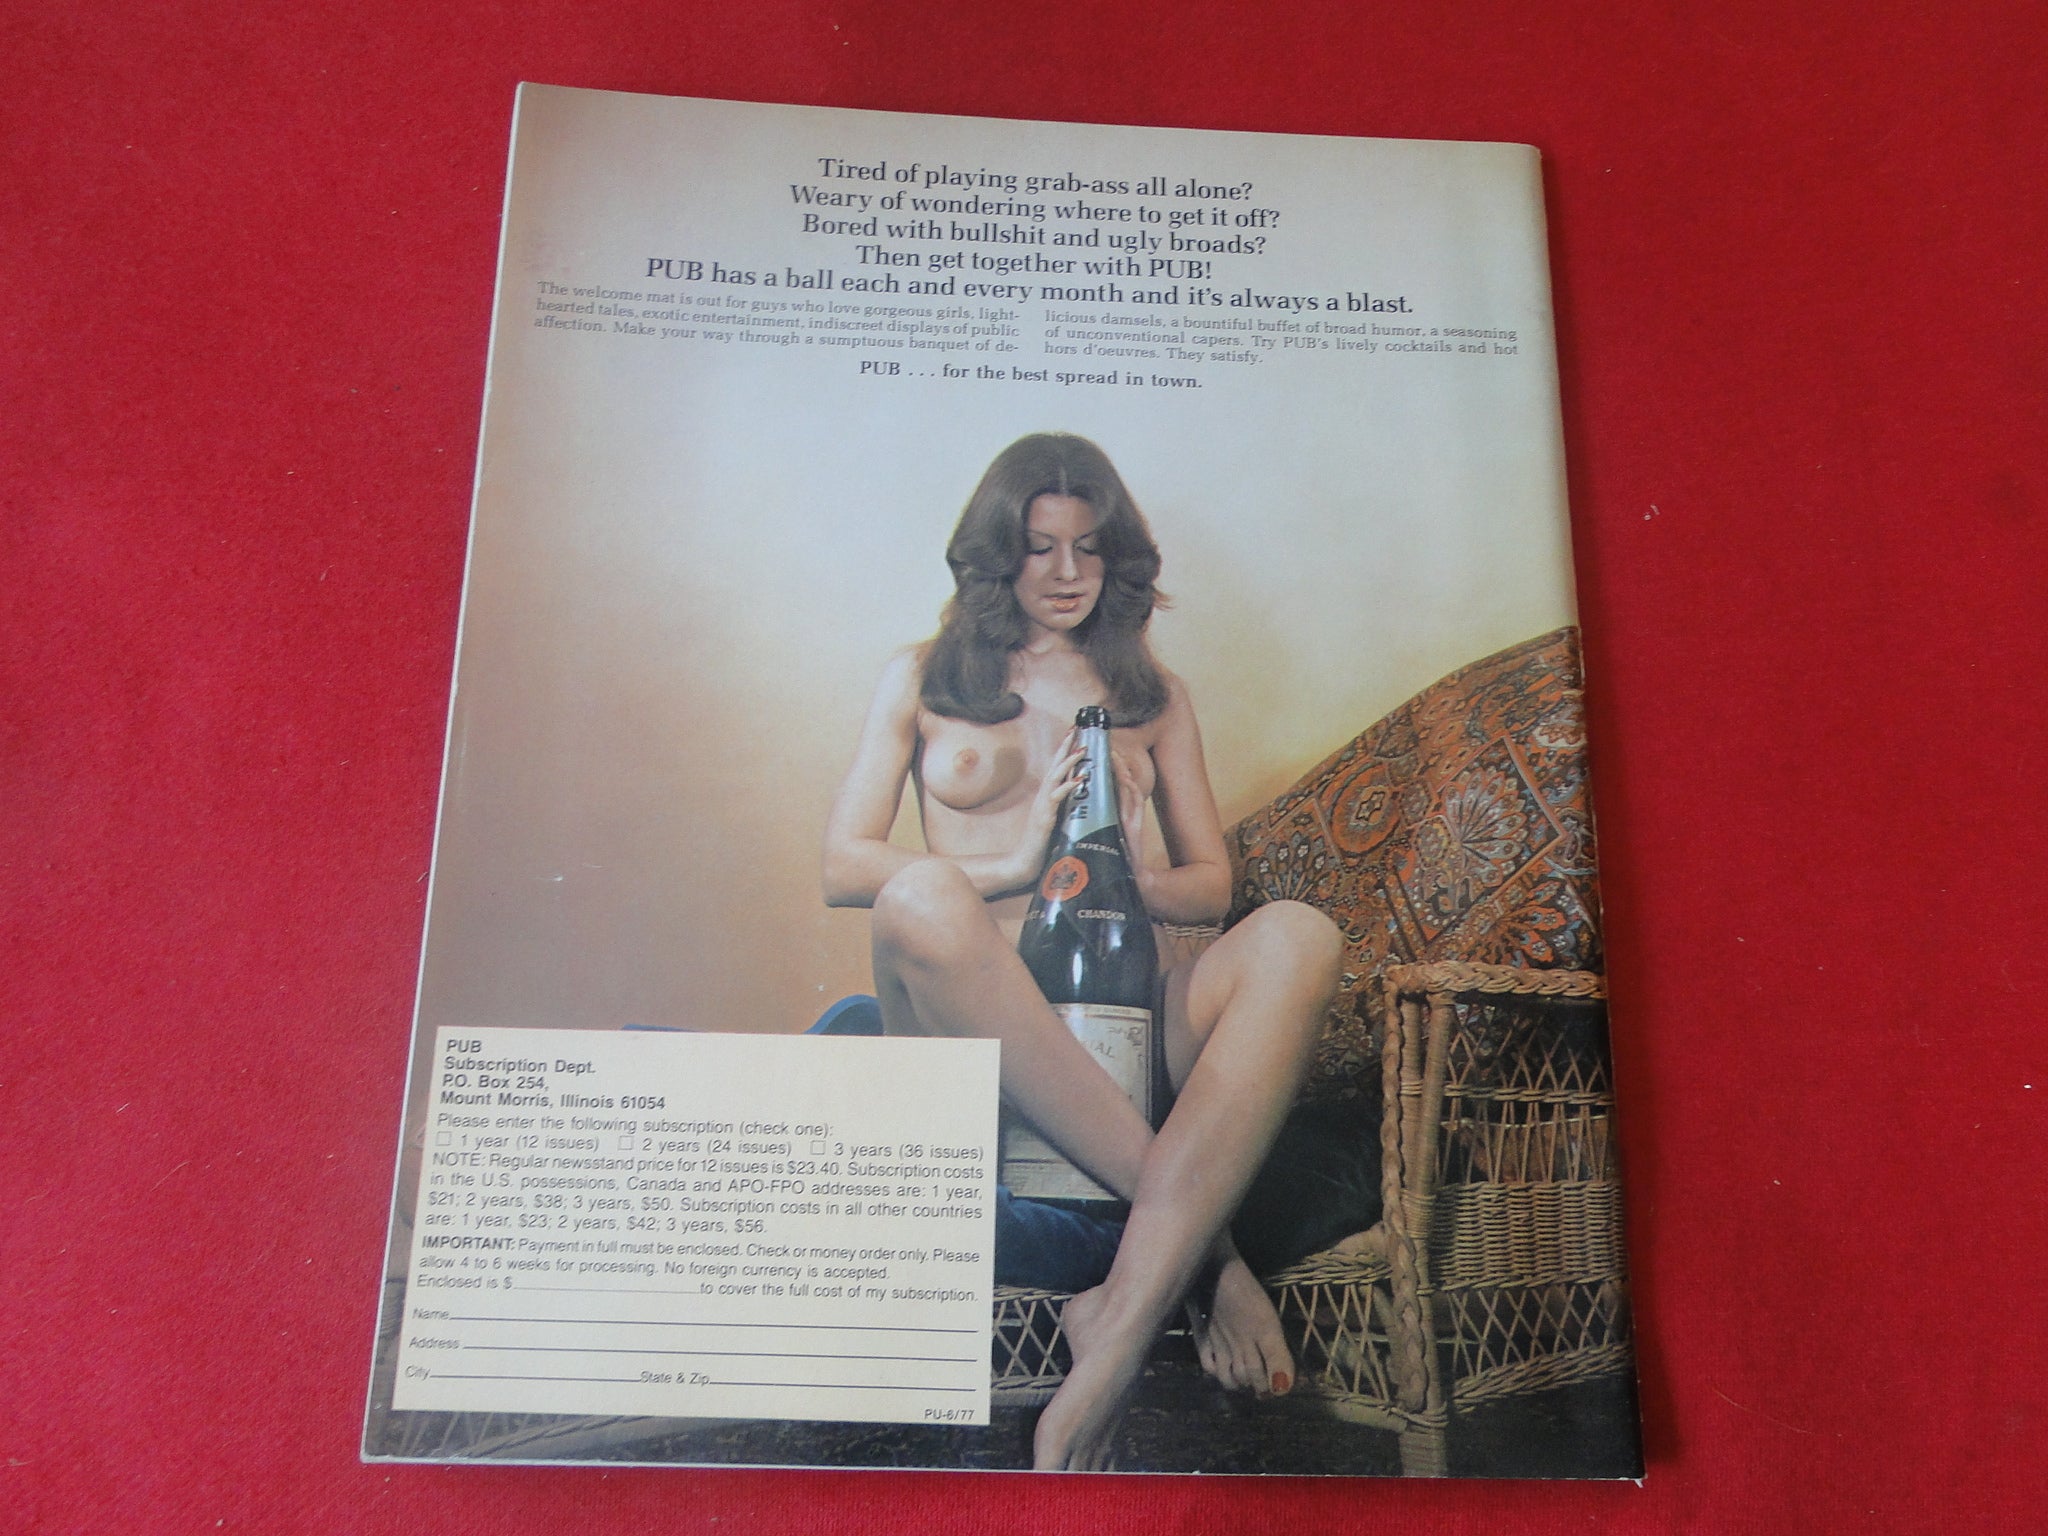 Tired of playing grab-ass all alone?
Weary of wondering where to get it off?
Bored with bullshit and ugly broads?
Then get together with PUB!
PUB has a ball each and every month and it's always a blast.
The welcome mat is out for guys who love gorgeous girls, light-
hearted tales, exotic entertainment, indiscreet displays of public
affection. Make your way through a sumptuous banquet of de-
licious damsels, a bountiful buffet of broad humor, a seasoning
of unconventional capers. Try PUB's lively cocktails and hot
hors d'oeuvres. They satisfy.
PUB . . . for the best spread in town.
MOËT
IMPERIAL
CHANDON
PUB
Subscription Dept.
P.O. Box 254,
Mount Morris, Illinois 61054
Please enter the following subscription (check one):
☐ 1 year (12 issues) ☐ 2 years (24 issues) ☐ 3 years (36 issues)
NOTE: Regular newsstand price for 12 issues is $23.40. Subscription costs
in the U.S. possessions, Canada and APO-FPO addresses are: 1 year,
$21; 2 years, $38; 3 years, $50. Subscription costs in all other countries
are: 1 year, $23; 2 years, $42; 3 years, $56.
IMPORTANT: Payment in full must be enclosed. Check or money order only. Please
allow 4 to 6 weeks for processing. No foreign currency is accepted.
Enclosed is $ to cover the full cost of my subscription.
Name
Address
City State & Zip
PU-6/77